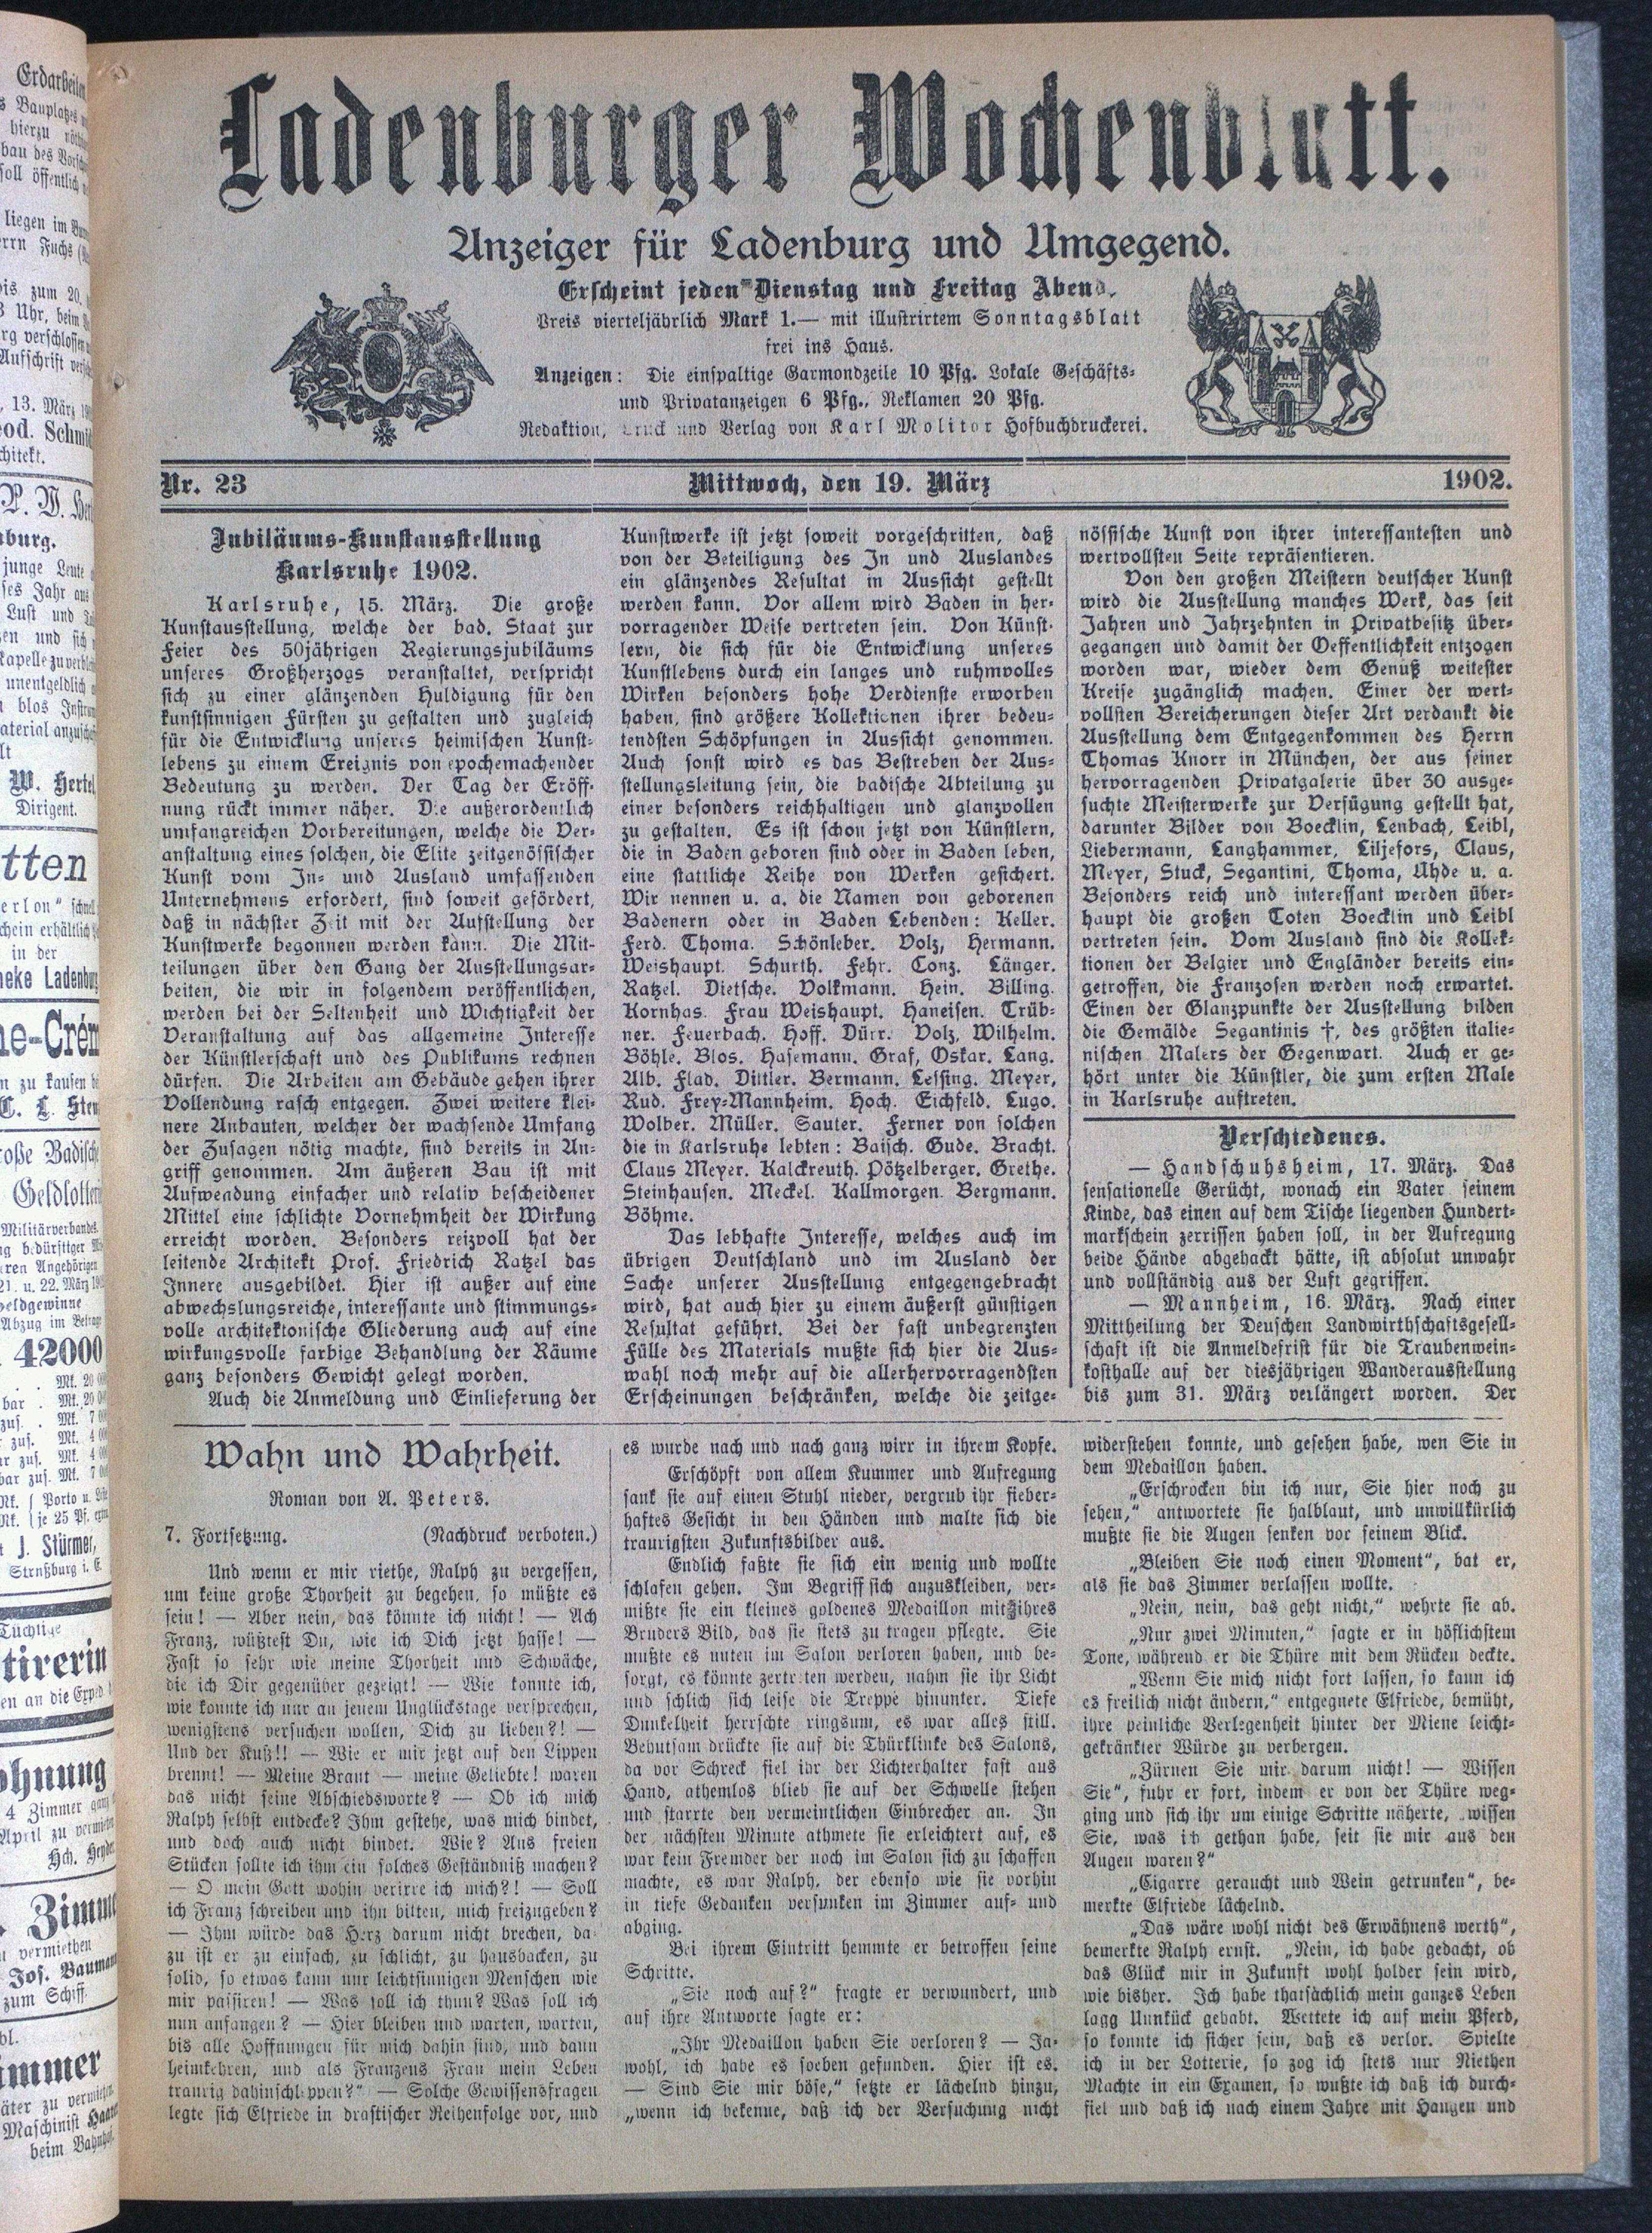 Ladenburger Wochenblatt.
Anzeiger für Ladenburg und Umgegend.
Erscheint jeden Dienstag und Freitag Abend.
Preis vierteljährlich Mark 1.— mit illustrirtem Sonntagsblatt
frei ins Haus.
Anzeigen: Die einspaltige Garmondzeile 10 Pfg. Lokale Geschäfts-
und Privatanzeigen 6 Pfg., Reklamen 20 Pfg.
Redaktion, Druck und Verlag von Karl Molitor Hofbuchdruckerei.
Nr. 23
Mittwoch, den 19. März
1902.
Jubiläums-Kunstausstellung
Karlsruhe 1902.
Karlsruhe, 15. März. Die große
Kunstausstellung, welche der bad. Staat zur
Feier des 50jährigen Regierungsjubiläums
unseres Großherzogs veranstaltet, verspricht
sich zu einer glänzenden Huldigung für den
kunstsinnigen Fürsten zu gestalten und zugleich
für die Entwicklung unseres heimischen Kunst-
lebens zu einem Ereignis von epochemachender
Bedeutung zu werden. Der Tag der Eröff-
nung rückt immer näher. Die außerordentlich
umfangreichen Vorbereitungen, welche die Ver-
anstaltung eines solchen, die Elite zeitgenössischer
Kunst vom In- und Ausland umfassenden
Unternehmens erfordert, sind soweit gefördert,
daß in nächster Zeit mit der Aufstellung der
Kunstwerke begonnen werden kann. Die Mit-
teilungen über den Gang der Ausstellungsar-
beiten, die wir in folgendem veröffentlichen,
werden bei der Seltenheit und Wichtigkeit der
Veranstaltung auf das allgemeine Interesse
der Künstlerschaft und des Publikums rechnen
dürfen. Die Arbeiten am Gebäude gehen ihrer
Vollendung rasch entgegen. Zwei weitere klei-
nere Anbauten, welcher der wachsende Umfang
der Zusagen nötig machte, sind bereits in An-
griff genommen. Am äußeren Bau ist mit
Aufwendung einfacher und relativ bescheidener
Mittel eine schlichte Vornehmheit der Wirkung
erreicht worden. Besonders reizvoll hat der
leitende Architekt Prof. Friedrich Ratzel das
Innere ausgebildet. Hier ist außer auf eine
abwechslungsreiche, interessante und stimmungs-
volle architektonische Gliederung auch auf eine
wirkungsvolle farbige Behandlung der Räume
ganz besonders Gewicht gelegt worden.
Auch die Anmeldung und Einlieferung der
Kunstwerke ist jetzt soweit vorgeschritten, daß
von der Beteiligung des In und Auslandes
ein glänzendes Resultat in Aussicht gestellt
werden kann. Vor allem wird Baden in her-
vorragender Weise vertreten sein. Von Künst-
lern, die sich für die Entwicklung unseres
Kunstlebens durch ein langes und ruhmvolles
Wirken besonders hohe Verdienste erworben
haben, sind größere Kollektionen ihrer bedeu-
tendsten Schöpfungen in Aussicht genommen.
Auch sonst wird es das Bestreben der Aus-
stellungsleitung sein, die badische Abteilung zu
einer besonders reichhaltigen und glanzvollen
zu gestalten. Es ist schon jetzt von Künstlern,
die in Baden geboren sind oder in Baden leben,
eine stattliche Reihe von Werken gesichert.
Wir nennen u. a. die Namen von geborenen
Badenern oder in Baden Lebenden: Keller.
Ferd. Thoma. Schönleber. Volz, Hermann.
Weishaupt. Schurth. Fehr. Conz. Länger.
Ratzel. Dietsche. Volkmann. Hein. Billing.
Kornhas. Frau Weishaupt. Haneisen. Trüb-
ner. Feuerbach. Hoff. Dürr. Volz, Wilhelm.
Böhle. Blos. Hasemann. Graf, Oskar. Lang.
Alb. Flad. Dittler. Bermann. Lessing. Meyer,
Rud. Frey-Mannheim. Hoch. Eichfeld. Lugo.
Wolber. Müller. Sauter. Ferner von solchen
die in Karlsruhe lebten: Baisch. Gude. Bracht.
Claus Meyer. Kalckreuth. Pötzelberger. Grethe.
Steinhausen. Meckel. Kallmorgen. Bergmann.
Böhme.
Das lebhafte Interesse, welches auch im
übrigen Deutschland und im Ausland der
Sache unserer Ausstellung entgegengebracht
wird, hat auch hier zu einem äußerst günstigen
Resultat geführt. Bei der fast unbegrenzten
Fülle des Materials mußte sich hier die Aus-
wahl noch mehr auf die allerhervorragendsten
Erscheinungen beschränken, welche die zeitge-
nössische Kunst von ihrer interessantesten und
wertvollsten Seite repräsentieren.
Von den großen Meistern deutscher Kunst
wird die Ausstellung manches Werk, das seit
Jahren und Jahrzehnten in Privatbesitz über-
gegangen und damit der Oeffentlichkeit entzogen
worden war, wieder dem Genuß weitester
Kreise zugänglich machen. Einer der wert-
vollsten Bereicherungen dieser Art verdankt die
Ausstellung dem Entgegenkommen des Herrn
Thomas Knorr in München, der aus seiner
hervorragenden Privatgalerie über 30 ausge-
suchte Meisterwerke zur Verfügung gestellt hat,
darunter Bilder von Boecklin, Lenbach, Leibl,
Liebermann, Langhammer, Liljefors, Claus,
Meyer, Stuck, Segantini, Thoma, Uhde u. a.
Besonders reich und interessant werden über-
haupt die großen Toten Boecklin und Leibl
vertreten sein. Vom Ausland sind die Kollek-
tionen der Belgier und Engländer bereits ein-
getroffen, die Franzosen werden noch erwartet.
Einen der Glanzpunkte der Ausstellung bilden
die Gemälde Segantinis †, des größten italie-
nischen Malers der Gegenwart. Auch er ge-
hört unter die Künstler, die zum ersten Male
in Karlsruhe auftreten.
Verschiedenes.
— Handschuhsheim, 17. März. Das
sensationelle Gerücht, wonach ein Vater seinem
Kinde, das einen auf dem Tische liegenden Hundert-
markschein zerrissen haben soll, in der Aufregung
beide Hände abgehackt hätte, ist absolut unwahr
und vollständig aus der Luft gegriffen.
— Mannheim, 16. März. Nach einer
Mittheilung der Deuschen Landwirthschaftsgesell-
schaft ist die Anmeldefrist für die Traubenwein-
kosthalle auf der diesjährigen Wanderausstellung
bis zum 31. März verlängert worden. Der
Wahn und Wahrheit.
Roman von A. Peters.
7. Fortsetzung. (Nachdruck verboten.)
Und wenn er mir riethe, Ralph zu vergessen,
um keine große Thorheit zu begehen, so müßte es
sein! — Aber nein, das könnte ich nicht! — Ach
Franz, wüßtest Du, wie ich Dich jetzt hasse! —
Fast so sehr wie meine Thorheit und Schwäche,
die ich Dir gegenüber gezeigt! — Wie konnte ich,
wie konnte ich nur an jenem Unglückstage versprechen,
wenigstens versuchen wollen, Dich zu lieben?! —
Und der Kuß!! — Wie er mir jetzt auf den Lippen
brennt! — Meine Braut — meine Geliebte! waren
das nicht seine Abschiedsworte? — Ob ich mich
Ralph selbst entdecke? Ihm gestehe, was mich bindet,
und doch auch nicht bindet. Wie? Aus freien
Stücken sollte ich ihm ein solches Geständniß machen?
— O mein Gott wohin verirre ich mich?! — Soll
ich Franz schreiben und ihn bitten, mich freizugeben?
— Ihm würde das Herz darum nicht brechen, da-
zu ist er zu einfach, zu schlicht, zu hausbacken, zu
solid, so etwas kann nur leichtsinnigen Menschen wie
mir passiren! — Was soll ich thun? Was soll ich
nun anfangen? — Hier bleiben und warten, warten,
bis alle Hoffnungen für mich dahin sind, und dann
heimkehren, und als Franzens Frau mein Leben
traurig dahinschleppen?" — Solche Gewissensfragen
legte sich Elfriede in drastischer Reihenfolge vor, und
es wurde nach und nach ganz wirr in ihrem Kopfe.
Erschöpft von allem Kummer und Aufregung
sank sie auf einen Stuhl nieder, vergrub ihr fieber-
haftes Gesicht in den Händen und malte sich die
traurigsten Zukunftsbilder aus.
Endlich faßte sie sich ein wenig und wollte
schlafen gehen. Im Begriff sich auzuskleiden, ver-
mißte sie ein kleines goldenes Medaillon mit ihres
Bruders Bild, das sie stets zu tragen pflegte. Sie
mußte es unten im Salon verloren haben, und be-
sorgt, es könnte zertreten werden, nahm sie ihr Licht
und schlich sich leise die Treppe hinunter. Tiefe
Dunkelheit herrschte ringsum, es war alles still.
Behutsam drückte sie auf die Thürklinke des Salons,
da vor Schreck fiel ihr der Lichterhalter fast aus
Hand, athemlos blieb sie auf der Schwelle stehen
und starrte den vermeintlichen Einbrecher an. In
der nächsten Minute athmete sie erleichtert auf, es
war kein Fremder der noch im Salon sich zu schaffen
machte, es war Ralph, der ebenso wie sie vorhin
in tiefe Gedanken versunken im Zimmer auf- und
abging.
Bei ihrem Eintritt hemmte er betroffen seine
Schritte.
„Sie noch auf?" fragte er verwundert, und
auf ihre Antworte sagte er:
„Ihr Medaillon haben Sie verloren? — Ja-
wohl, ich habe es soeben gefunden. Hier ist es.
— Sind Sie mir böse," setzte er lächelnd hinzu,
„wenn ich bekenne, daß ich der Versuchung nicht
widerstehen konnte, und gesehen habe, wen Sie in
dem Medaillon haben.
„Erschrocken bin ich nur, Sie hier noch zu
sehen," antwortete sie halblaut, und unwillkürlich
mußte sie die Augen senken vor seinem Blick.
„Bleiben Sie noch einen Moment", bat er,
als sie das Zimmer verlassen wollte.
„Nein, nein, das geht nicht," wehrte sie ab.
„Nur zwei Minuten," sagte er in höflichstem
Tone, während er die Thüre mit dem Rücken deckte.
„Wenn Sie mich nicht fort lassen, so kann ich
es freilich nicht ändern," entgegnete Elfriede, bemüht,
ihre peinliche Verlegenheit hinter der Miene leicht-
gekränkter Würde zu verbergen.
„Zürnen Sie mir darum nicht! — Wissen
Sie", fuhr er fort, indem er von der Thüre weg-
ging und sich ihr um einige Schritte näherte, „wissen
Sie, was ich gethan habe, seit sie mir aus den
Augen waren?"
„Cigarre geraucht und Wein getrunken", be-
merkte Elfriede lächelnd.
„Das wäre wohl nicht des Erwähnens werth",
bemerkte Ralph ernst. „Nein, ich habe gedacht, ob
das Glück mir in Zukunft wohl holder sein wird,
wie bisher. Ich habe thatsächlich mein ganzes Leben
lagg Unnkück gehabt. Wettete ich auf mein Pferd,
so konnte ich sicher sein, daß es verlor. Spielte
ich in der Lotterie, so zog ich stets nur Niethen
Machte in ein Examen, so wußte ich daß ich durch-
fiel und daß ich nach einem Jahre mit Hangen und